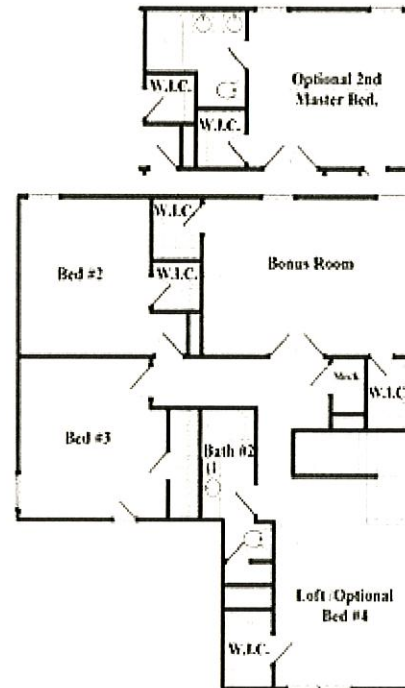 W.I.C.
Optional 2nd
Master Bed.
W.I.C.
W.I.C.
Bed #2
W.I.C.
Bonus Room
Mech.
W.I.C
Bed #3
Bath #2
Loft/Optional
Bed #4
W.I.C.